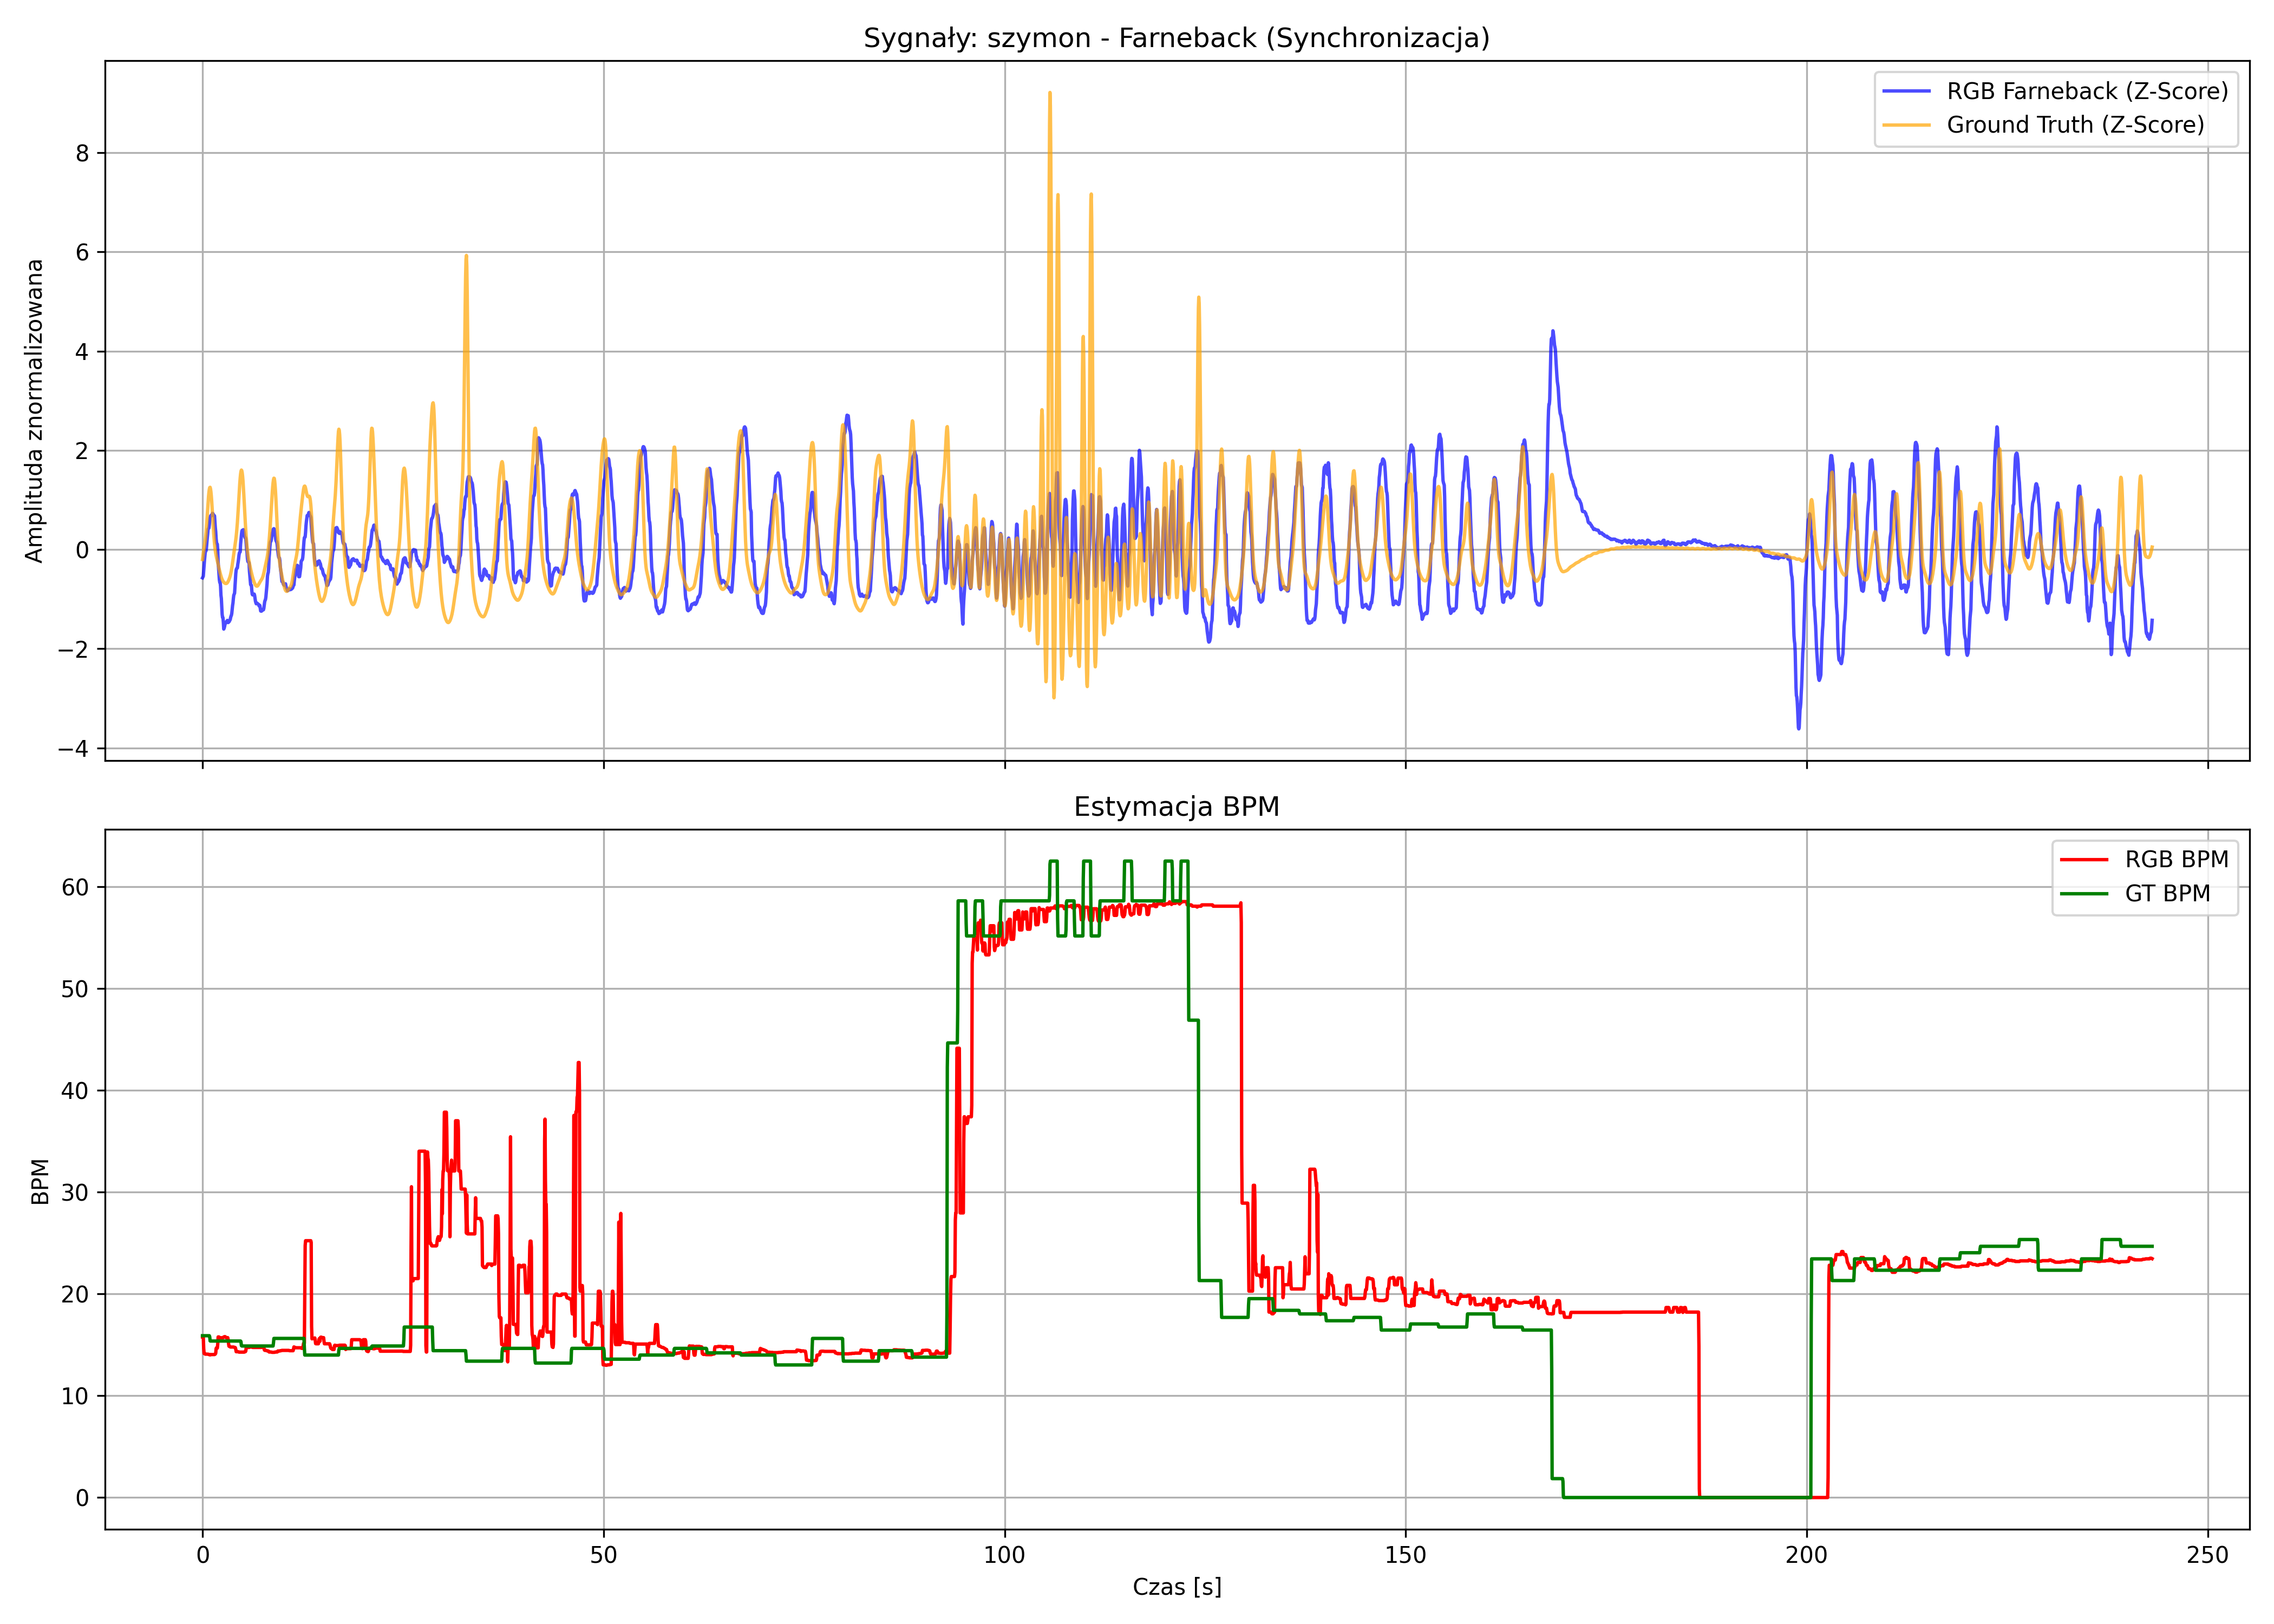 Sygnały: szymon - Farneback (Synchronizacja)
RGB Farneback (Z-Score)
Ground Truth (Z-Score)
Amplituda znormalizowana
8
6
4
2
0
−2
−4
Estymacja BPM
RGB BPM
GT BPM
BPM
60
50
40
30
20
10
0
0 50 100 150 200 250
Czas [s]